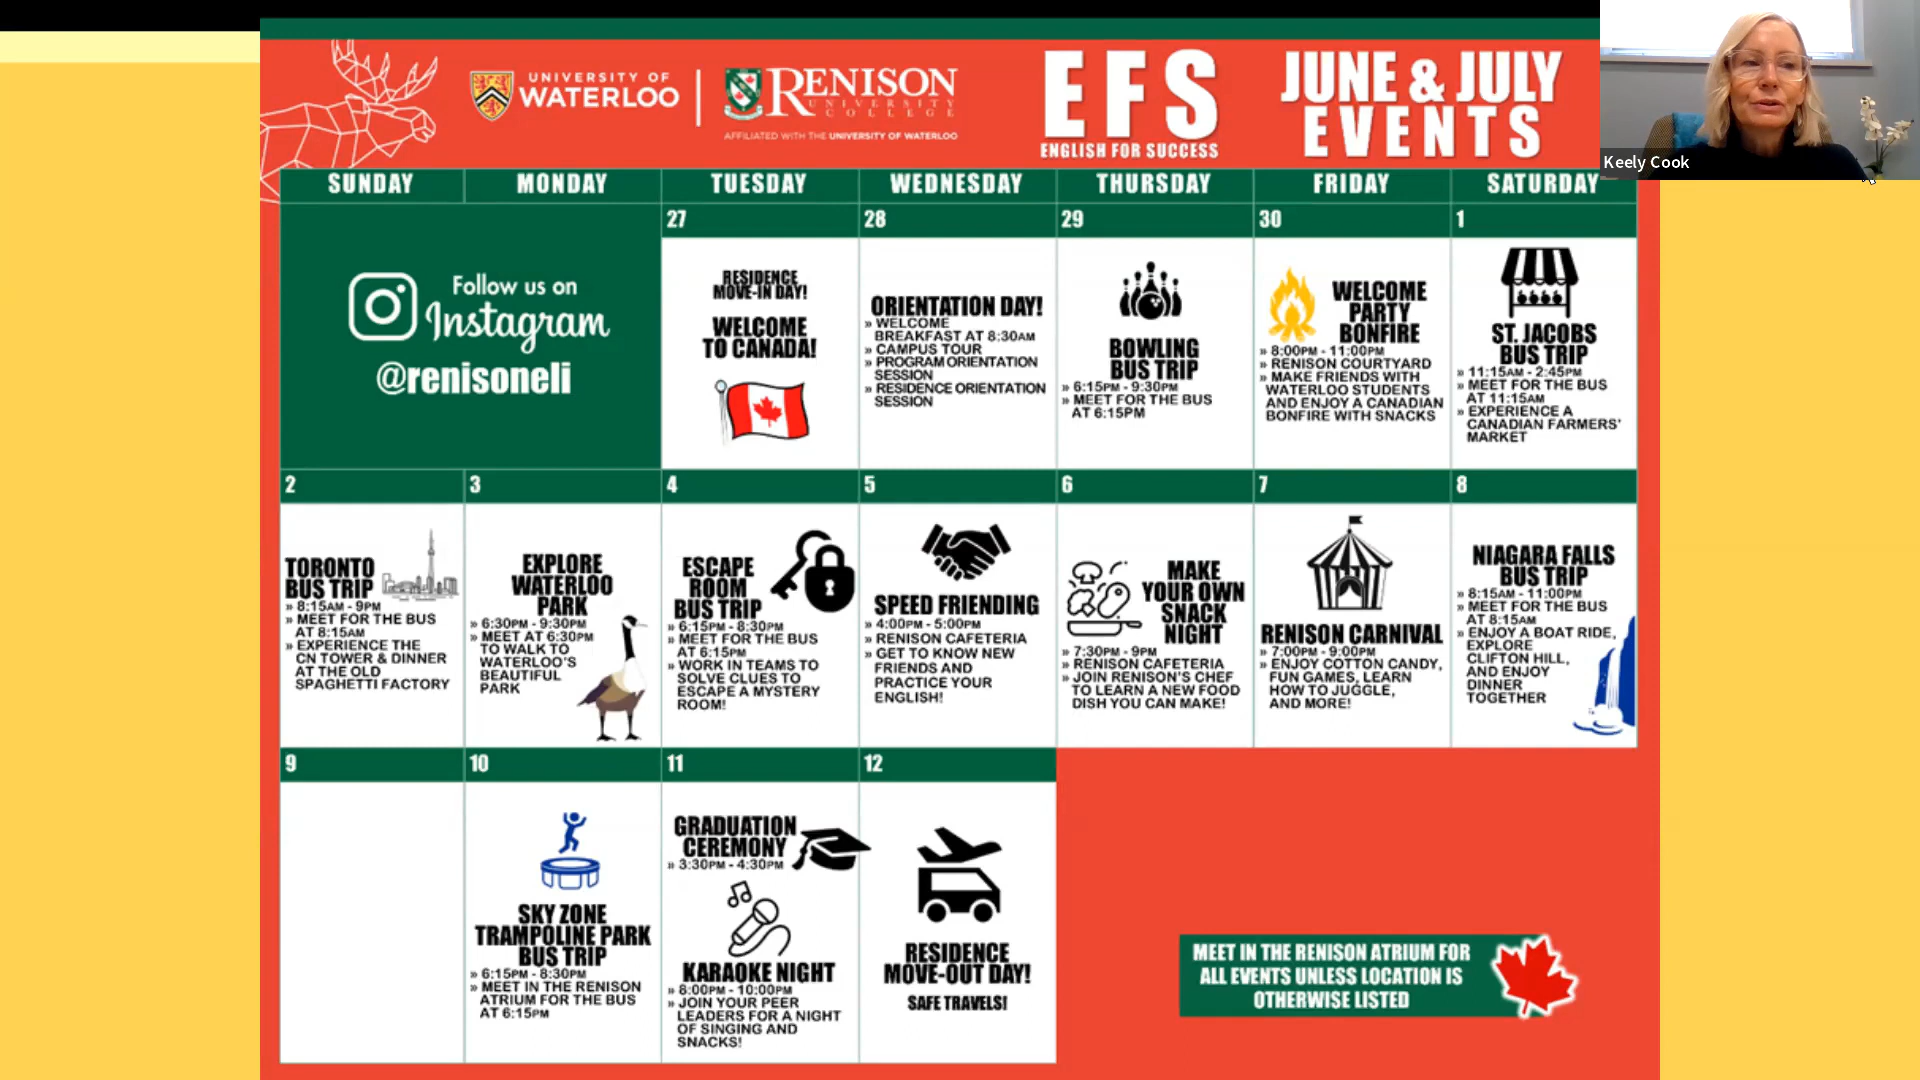 UNIVERSITY OF
WATERLOO
RENISON
UNIVERSITY
COLLEGE
AFFILIATED WITH THE UNIVERSITY OF WATERLOO
EFS
ENGLISH FOR SUCCESS
JUNE & JULY
EVENTS
Keely Cook
SUNDAY MONDAY TUESDAY WEDNESDAY THURSDAY FRIDAY SATURDAY
Follow us on
Instagram
@renisoneli
27
RESIDENCE
MOVE-IN DAY!
WELCOME
TO CANADA!
28
ORIENTATION DAY!
» WELCOME
BREAKFAST AT 8:30AM
» CAMPUS TOUR
» PROGRAM ORIENTATION
SESSION
» RESIDENCE ORIENTATION
SESSION
29
BOWLING
BUS TRIP
» 6:15PM - 9:30PM
» MEET FOR THE BUS
AT 6:15PM
30
WELCOME
PARTY
BONFIRE
» 8:00PM - 11:00PM
» RENISON COURTYARD
» MAKE FRIENDS WITH
WATERLOO STUDENTS
AND ENJOY A CANADIAN
BONFIRE WITH SNACKS
1
ST. JACOBS
BUS TRIP
» 11:15AM - 2:45PM
» MEET FOR THE BUS
AT 11:15AM
» EXPERIENCE A
CANADIAN FARMERS'
MARKET
2
TORONTO
BUS TRIP
» 8:15AM - 9PM
» MEET FOR THE BUS
AT 8:15AM
» EXPERIENCE THE
CN TOWER & DINNER
AT THE OLD
SPAGHETTI FACTORY
3
EXPLORE
WATERLOO
PARK
» 6:30PM - 9:30PM
» MEET AT 6:30PM
TO WALK TO
WATERLOO'S
BEAUTIFUL
PARK
4
ESCAPE
ROOM
BUS TRIP
» 6:15PM - 8:30PM
» MEET FOR THE BUS
AT 6:15PM
» WORK IN TEAMS TO
SOLVE CLUES TO
ESCAPE A MYSTERY
ROOM!
5
SPEED FRIENDING
» 4:00PM - 5:00PM
» RENISON CAFETERIA
» GET TO KNOW NEW
FRIENDS AND
PRACTICE YOUR
ENGLISH!
6
MAKE
YOUR OWN
SNACK
NIGHT
» 7:30PM - 9PM
» RENISON CAFETERIA
» JOIN RENISON'S CHEF
TO LEARN A NEW FOOD
DISH YOU CAN MAKE!
7
RENISON CARNIVAL
» 7:00PM - 9:00PM
» ENJOY COTTON CANDY,
FUN GAMES, LEARN
HOW TO JUGGLE,
AND MORE!
8
NIAGARA FALLS
BUS TRIP
» 8:15AM - 11:00PM
» MEET FOR THE BUS
AT 8:15AM
» ENJOY A BOAT RIDE,
EXPLORE
CLIFTON HILL,
AND ENJOY
DINNER
TOGETHER
9
10
SKY ZONE
TRAMPOLINE PARK
BUS TRIP
» 6:15PM - 8:30PM
» MEET IN THE RENISON
ATRIUM FOR THE BUS
AT 6:15PM
11
GRADUATION
CEREMONY
» 3:30PM - 4:30PM
KARAOKE NIGHT
» 8:00PM - 10:00PM
» JOIN YOUR PEER
LEADERS FOR A NIGHT
OF SINGING AND
SNACKS!
12
RESIDENCE
MOVE-OUT DAY!
SAFE TRAVELS!
MEET IN THE RENISON ATRIUM FOR
ALL EVENTS UNLESS LOCATION IS
OTHERWISE LISTED